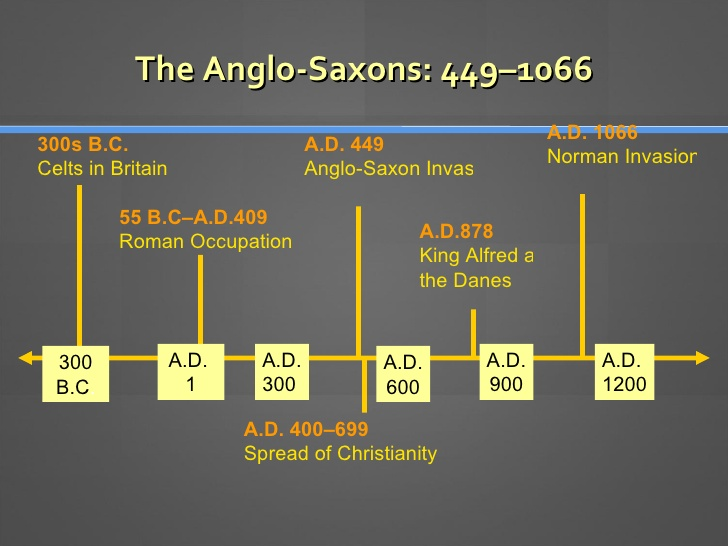 The Anglo-Saxons: 449–1066
300s B.C.
Celts in Britain
A.D. 449
Anglo-Saxon Invas
A.D. 1066
Norman Invasion
55 B.C–A.D.409
Roman Occupation
A.D.878
King Alfred a
the Danes
300
B.C
A.D.
1
A.D.
300
A.D.
600
A.D.
900
A.D.
1200
A.D. 400–699
Spread of Christianity